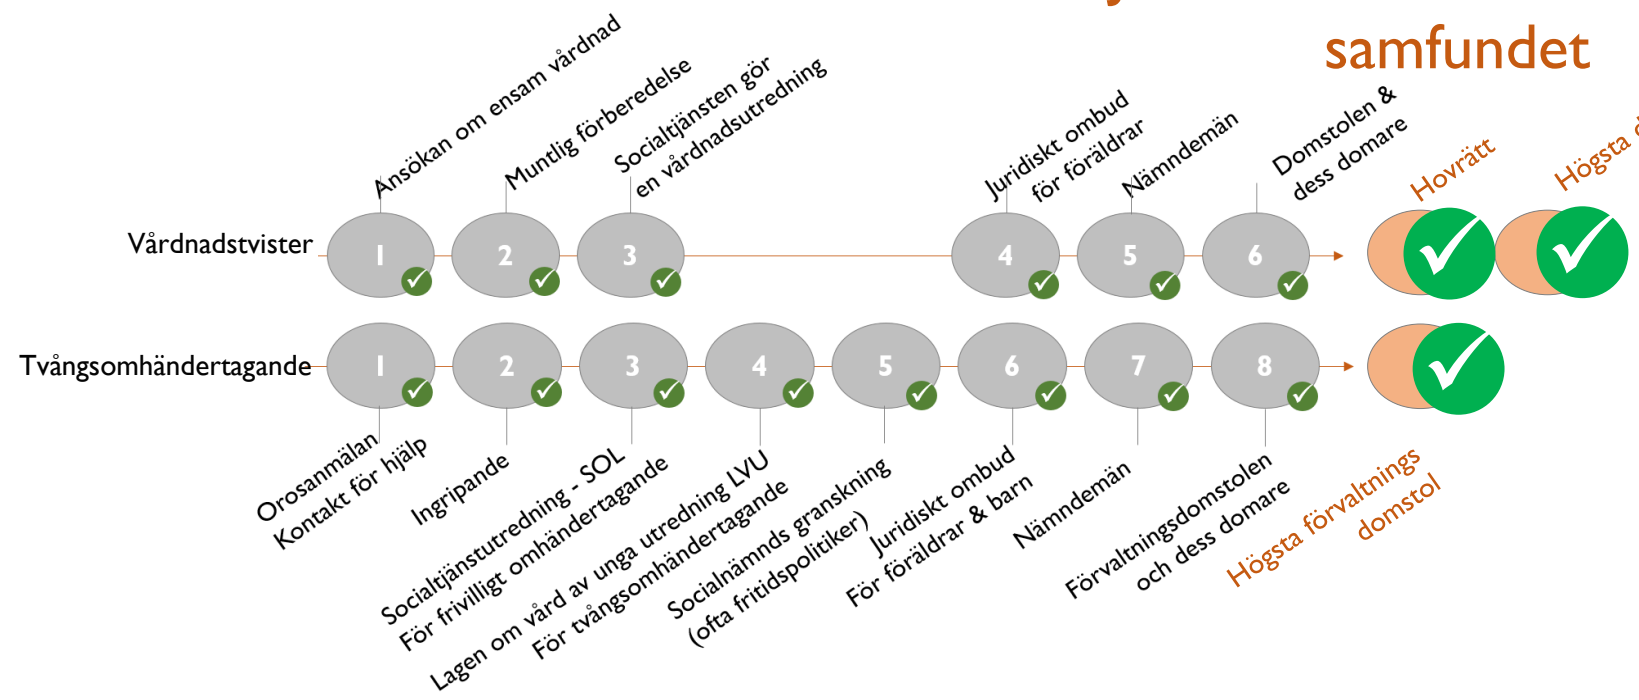 samfundet
Ansökan om ensam vårdnad
Muntlig förberedelse
Socialtjänsten gör
en vårdnadsutredning
Juridiskt ombud
för föräldrar
Nämndemän
Domstolen &
dess domare
Hovrätt
Högsta
Vårdnadstvister
1
2
3
4
5
6
Tvångsomhändertagande
1
2
3
4
5
6
7
8
Orosanmälan
Kontakt för hjälp
Ingripande
Socialtjänstutredning - SOL
För frivilligt omhändertagande
Lagen om vård av unga utredning LVU
För tvångsomhändertagande
Socialnämnds granskning
(ofta fritidspolitiker)
Juridiskt ombud
För föräldrar & barn
Nämndemän
Förvaltningsdomstolen
och dess domare
Högsta förvaltnings
domstol